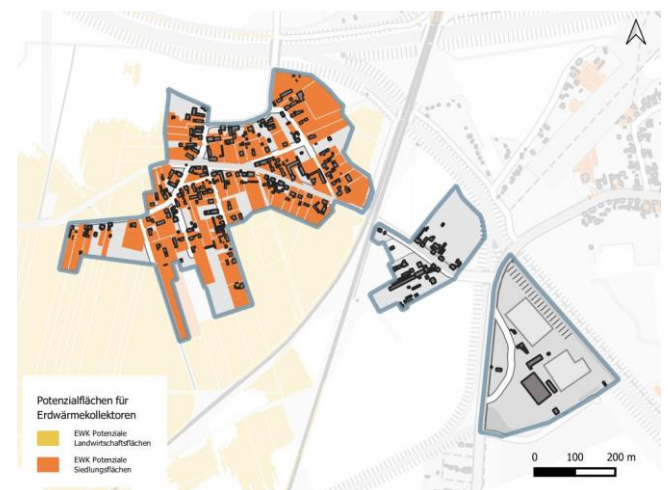 Potenzialflächen für
Erdwärmekollektoren
EWK Potenziale
Landwirtschaftsflächen
EWK Potenziale
Siedlungsflächen
0 100 200 m